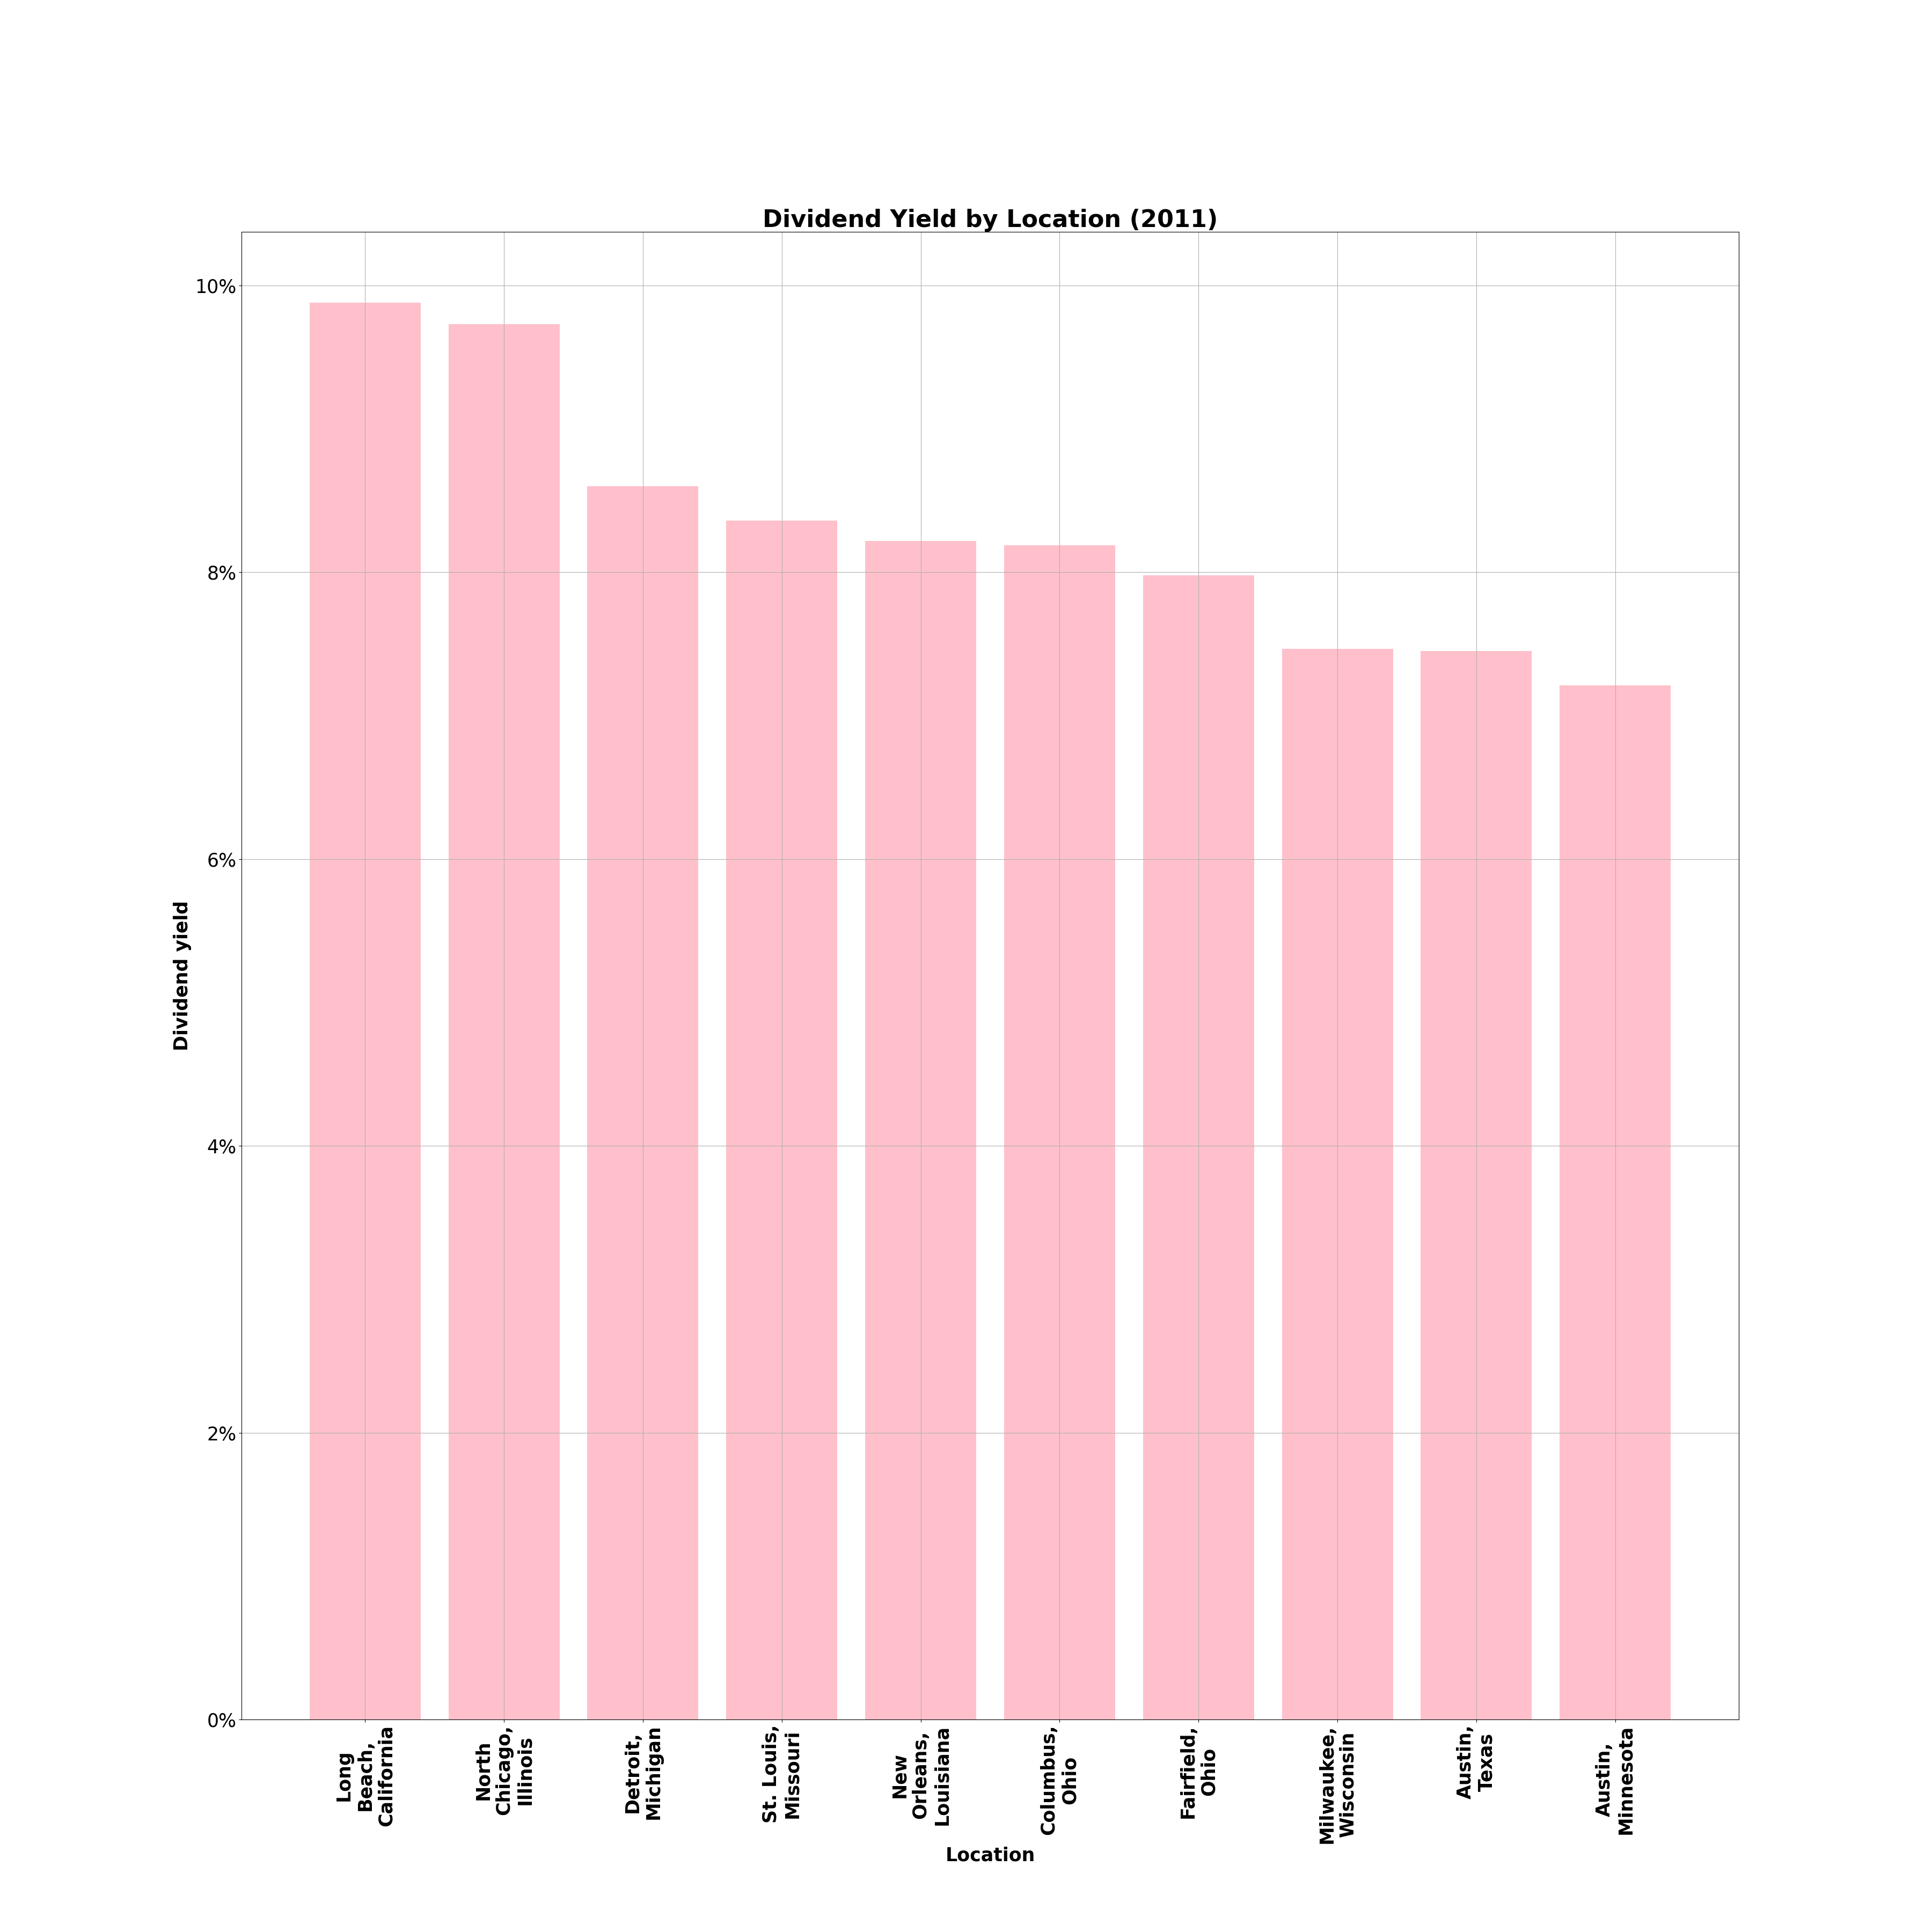 Dividend Yield by Location (2011)
10%
8%
6%
4%
2%
0%
Dividend yield
Long
Beach,
California
North
Chicago,
Illinois
Detroit,
Michigan
St. Louis,
Missouri
New
Orleans,
Louisiana
Columbus,
Ohio
Fairfield,
Ohio
Milwaukee,
Wisconsin
Austin,
Texas
Austin,
Minnesota
Location